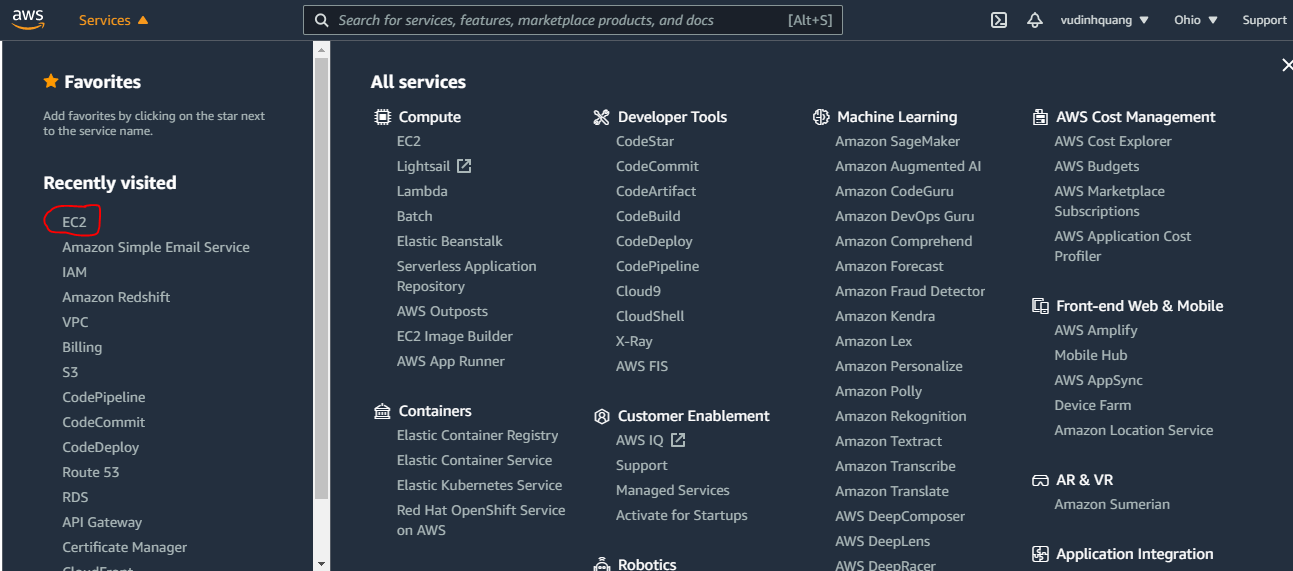 aws
Services
Search for services, features, marketplace products, and docs
[Alt+S]
vudinhquang
Ohio
Support
Favorites
Add favorites by clicking on the star next
to the service name.
Recently visited
EC2
Amazon Simple Email Service
IAM
Amazon Redshift
VPC
Billing
S3
CodePipeline
CodeCommit
CodeDeploy
Route 53
RDS
API Gateway
Certificate Manager
CloudFront
All services
Compute
EC2
Lightsail
Lambda
Batch
Elastic Beanstalk
Serverless Application
Repository
AWS Outposts
EC2 Image Builder
AWS App Runner
Containers
Elastic Container Registry
Elastic Container Service
Elastic Kubernetes Service
Red Hat OpenShift Service
on AWS
Developer Tools
CodeStar
CodeCommit
CodeArtifact
CodeBuild
CodeDeploy
CodePipeline
Cloud9
CloudShell
X-Ray
AWS FIS
Customer Enablement
AWS IQ
Support
Managed Services
Activate for Startups
Robotics
Machine Learning
Amazon SageMaker
Amazon Augmented AI
Amazon CodeGuru
Amazon DevOps Guru
Amazon Comprehend
Amazon Forecast
Amazon Fraud Detector
Amazon Kendra
Amazon Lex
Amazon Personalize
Amazon Polly
Amazon Rekognition
Amazon Textract
Amazon Transcribe
Amazon Translate
AWS DeepComposer
AWS DeepLens
AWS DeepRacer
AWS Cost Management
AWS Cost Explorer
AWS Budgets
AWS Marketplace
Subscriptions
AWS Application Cost
Profiler
Front-end Web & Mobile
AWS Amplify
Mobile Hub
AWS AppSync
Device Farm
Amazon Location Service
AR & VR
Amazon Sumerian
Application Integration